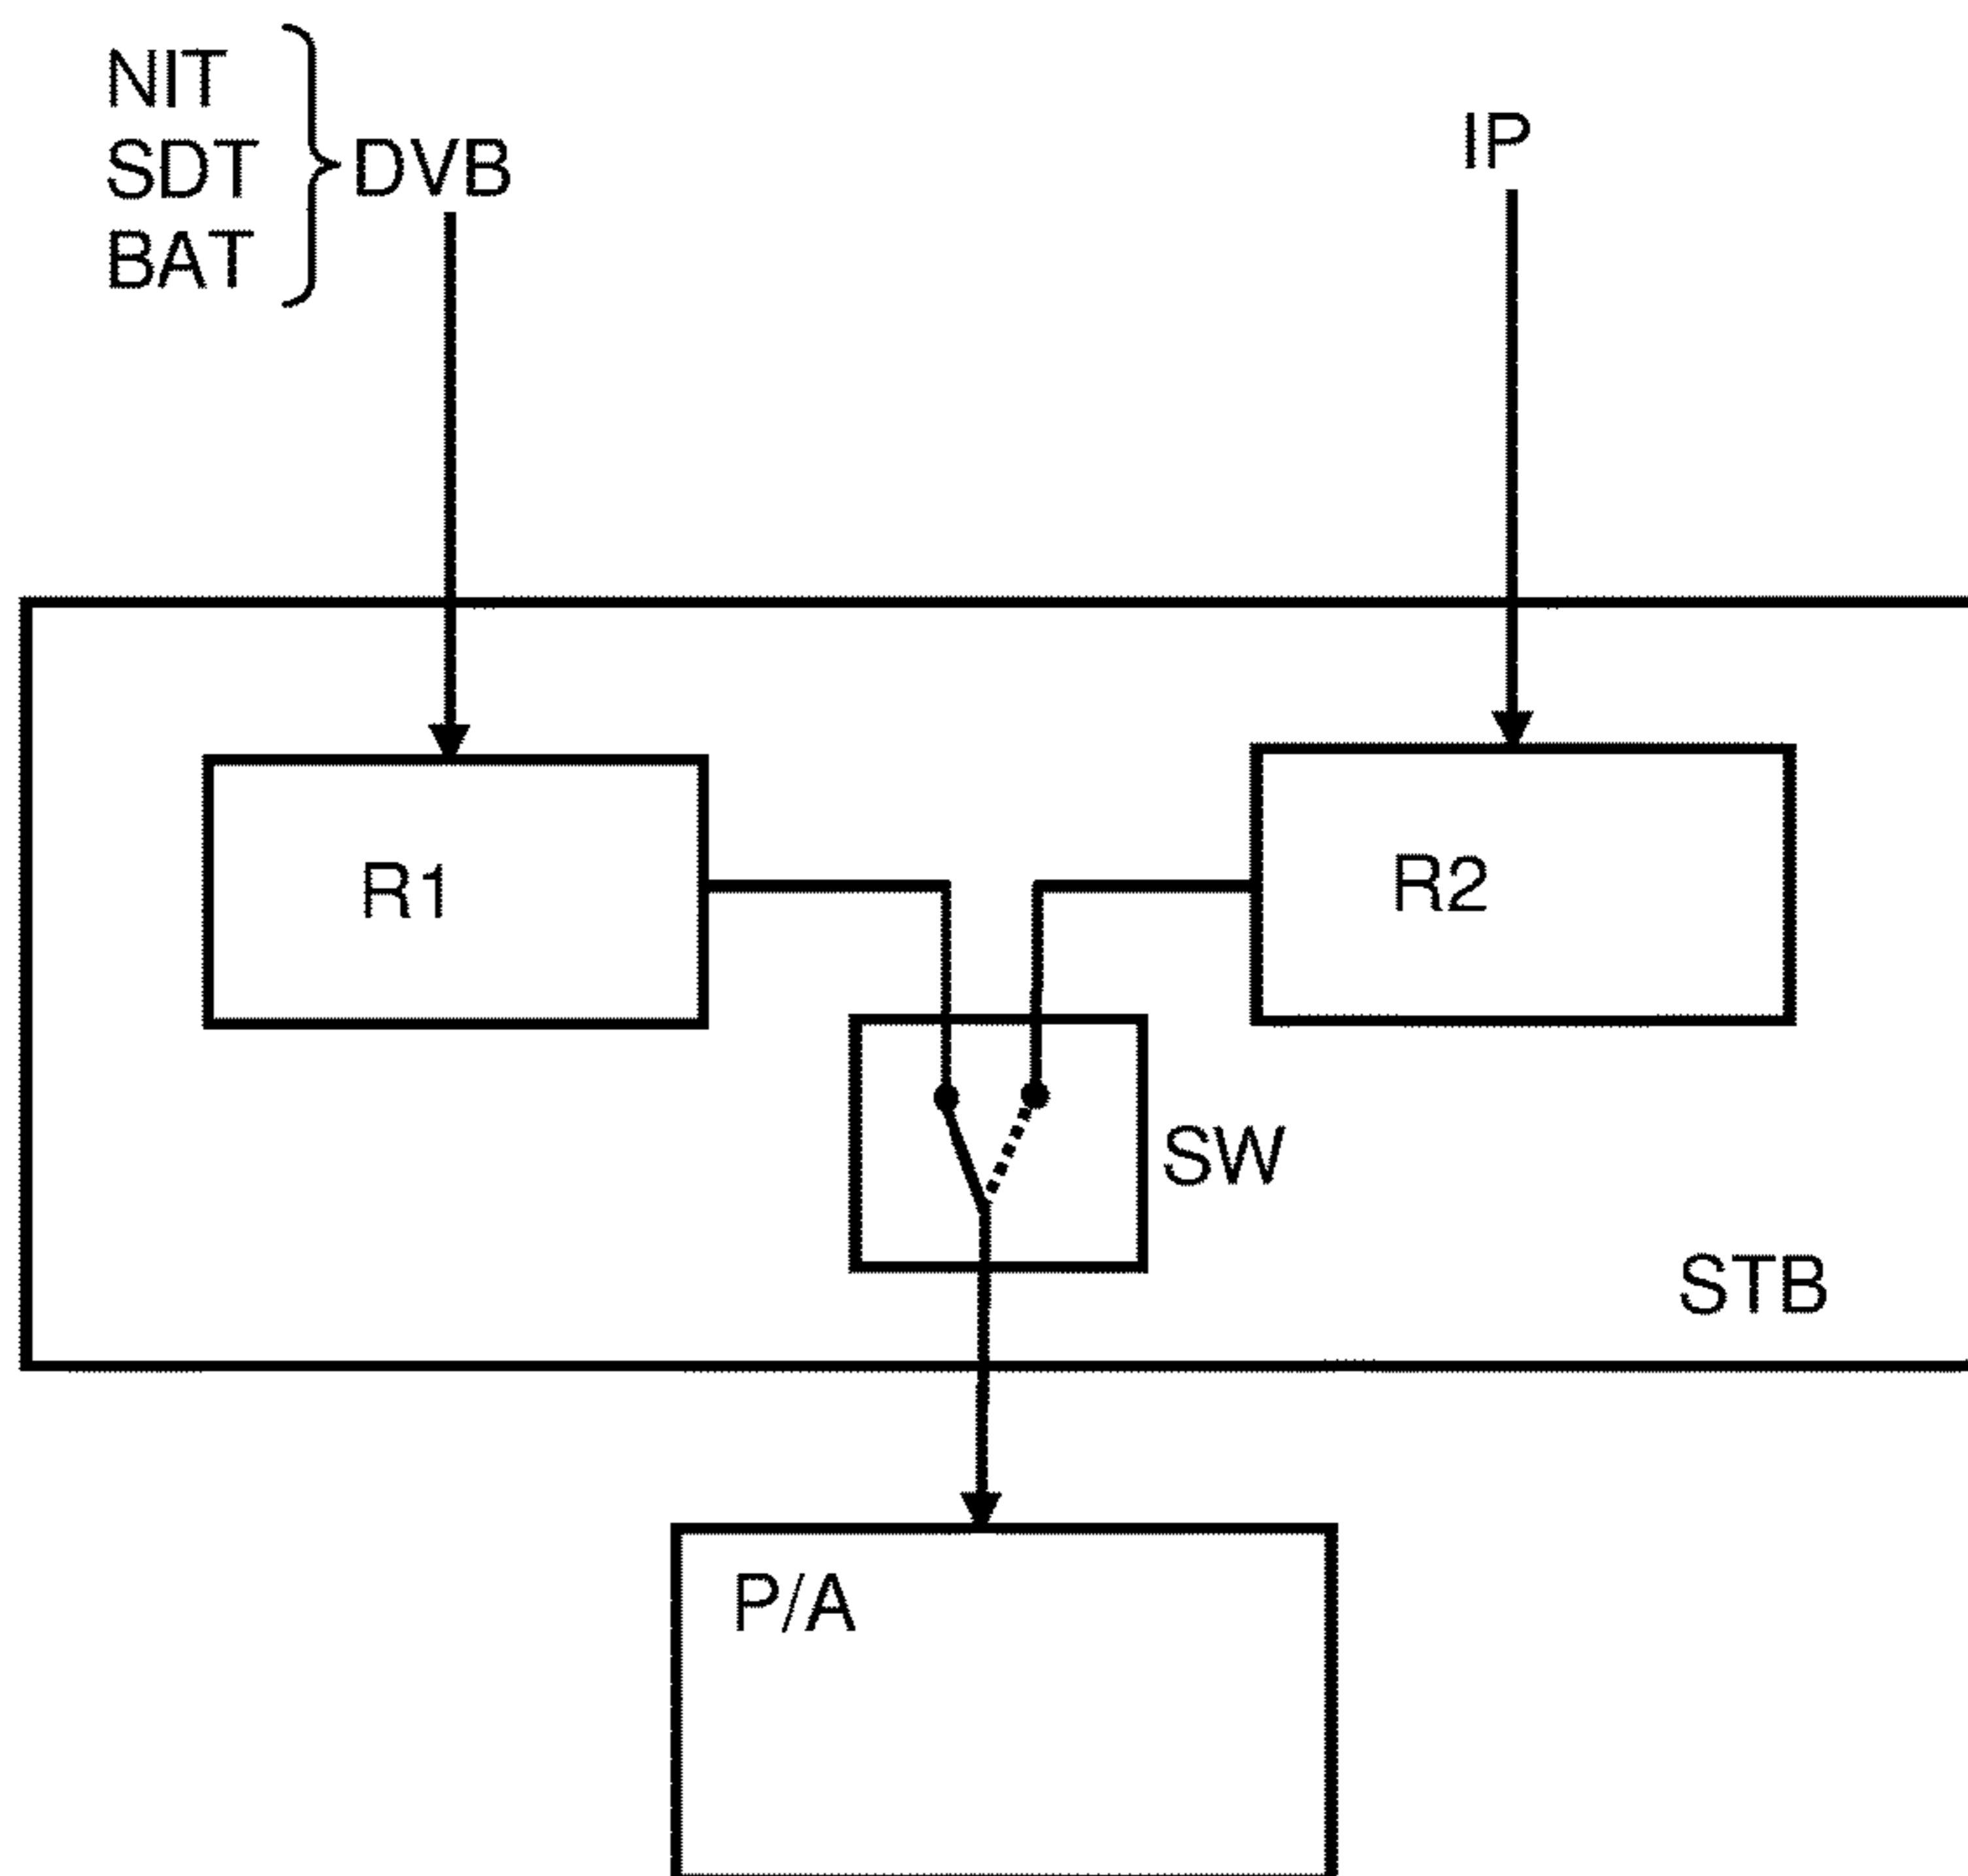 NIT
SDT
BAT
DVB
IP
R1
R2
SW
STB
P/A